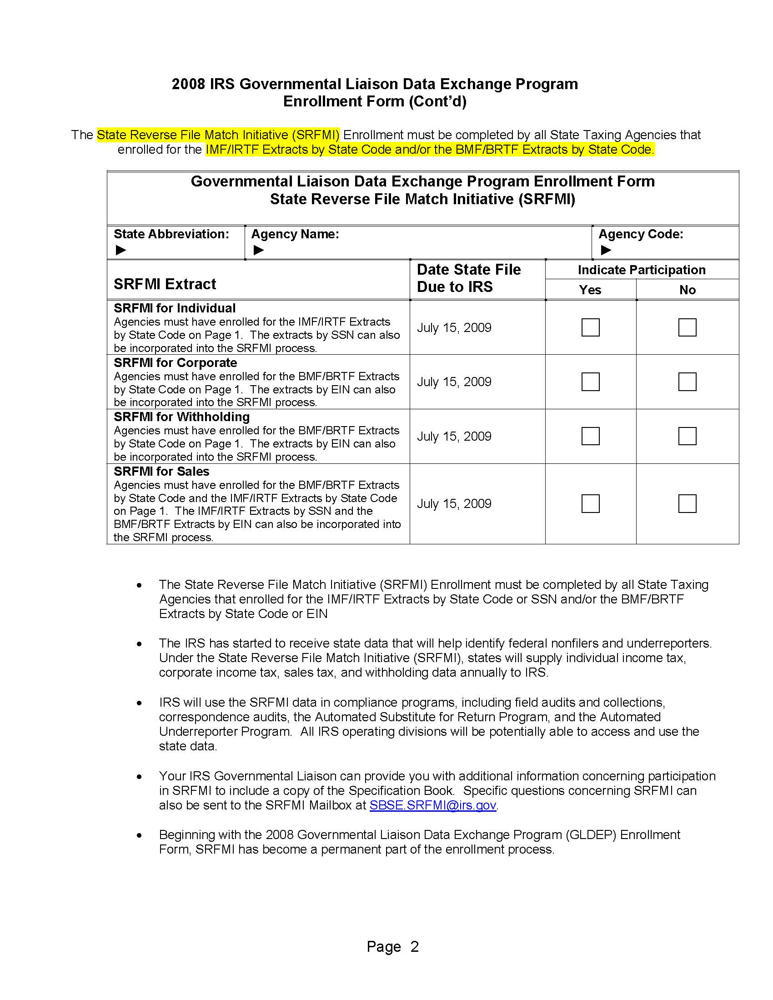 2008 IRS Governmental Liaison Data Exchange Program
Enrollment Form (Cont’d)
The State Reverse File Match Initiative (SRFMI) Enrollment must be completed by all State Taxing Agencies that
enrolled for the IMF/IRTF Extracts by State Code and/or the BMF/BRTF Extracts by State Code.
Governmental Liaison Data Exchange Program Enrollment Form
State Reverse File Match Initiative (SRFMI)
State Abbreviation:
►
Agency Name:
►
Agency Code:
►
SRFMI Extract
Date State File
Due to IRS
Indicate Participation
Yes
No
SRFMI for Individual
Agencies must have enrolled for the IMF/IRTF Extracts
by State Code on Page 1.  The extracts by SSN can also
be incorporated into the SRFMI process.
July 15, 2009
SRFMI for Corporate
Agencies must have enrolled for the BMF/BRTF Extracts
by State Code on Page 1.  The extracts by EIN can also
be incorporated into the SRFMI process.
July 15, 2009
SRFMI for Withholding
Agencies must have enrolled for the BMF/BRTF Extracts
by State Code on Page 1.  The extracts by EIN can also
be incorporated into the SRFMI process.
July 15, 2009
SRFMI for Sales
Agencies must have enrolled for the BMF/BRTF Extracts
by State Code and the IMF/IRTF Extracts by State Code
on Page 1.  The IMF/IRTF Extracts by SSN and the
BMF/BRTF Extracts by EIN can also be incorporated into
the SRFMI process.
July 15, 2009
• The State Reverse File Match Initiative (SRFMI) Enrollment must be completed by all State Taxing
Agencies that enrolled for the IMF/IRTF Extracts by State Code or SSN and/or the BMF/BRTF
Extracts by State Code or EIN
• The IRS has started to receive state data that will help identify federal nonfilers and underreporters.
Under the State Reverse File Match Initiative (SRFMI), states will supply individual income tax,
corporate income tax, sales tax, and withholding data annually to IRS.
• IRS will use the SRFMI data in compliance programs, including field audits and collections,
correspondence audits, the Automated Substitute for Return Program, and the Automated
Underreporter Program.  All IRS operating divisions will be potentially able to access and use the
state data.
• Your IRS Governmental Liaison can provide you with additional information concerning participation
in SRFMI to include a copy of the Specification Book.  Specific questions concerning SRFMI can
also be sent to the SRFMI Mailbox at SBSE.SRFMI@irs.gov.
• Beginning with the 2008 Governmental Liaison Data Exchange Program (GLDEP) Enrollment
Form, SRFMI has become a permanent part of the enrollment process.
Page  2